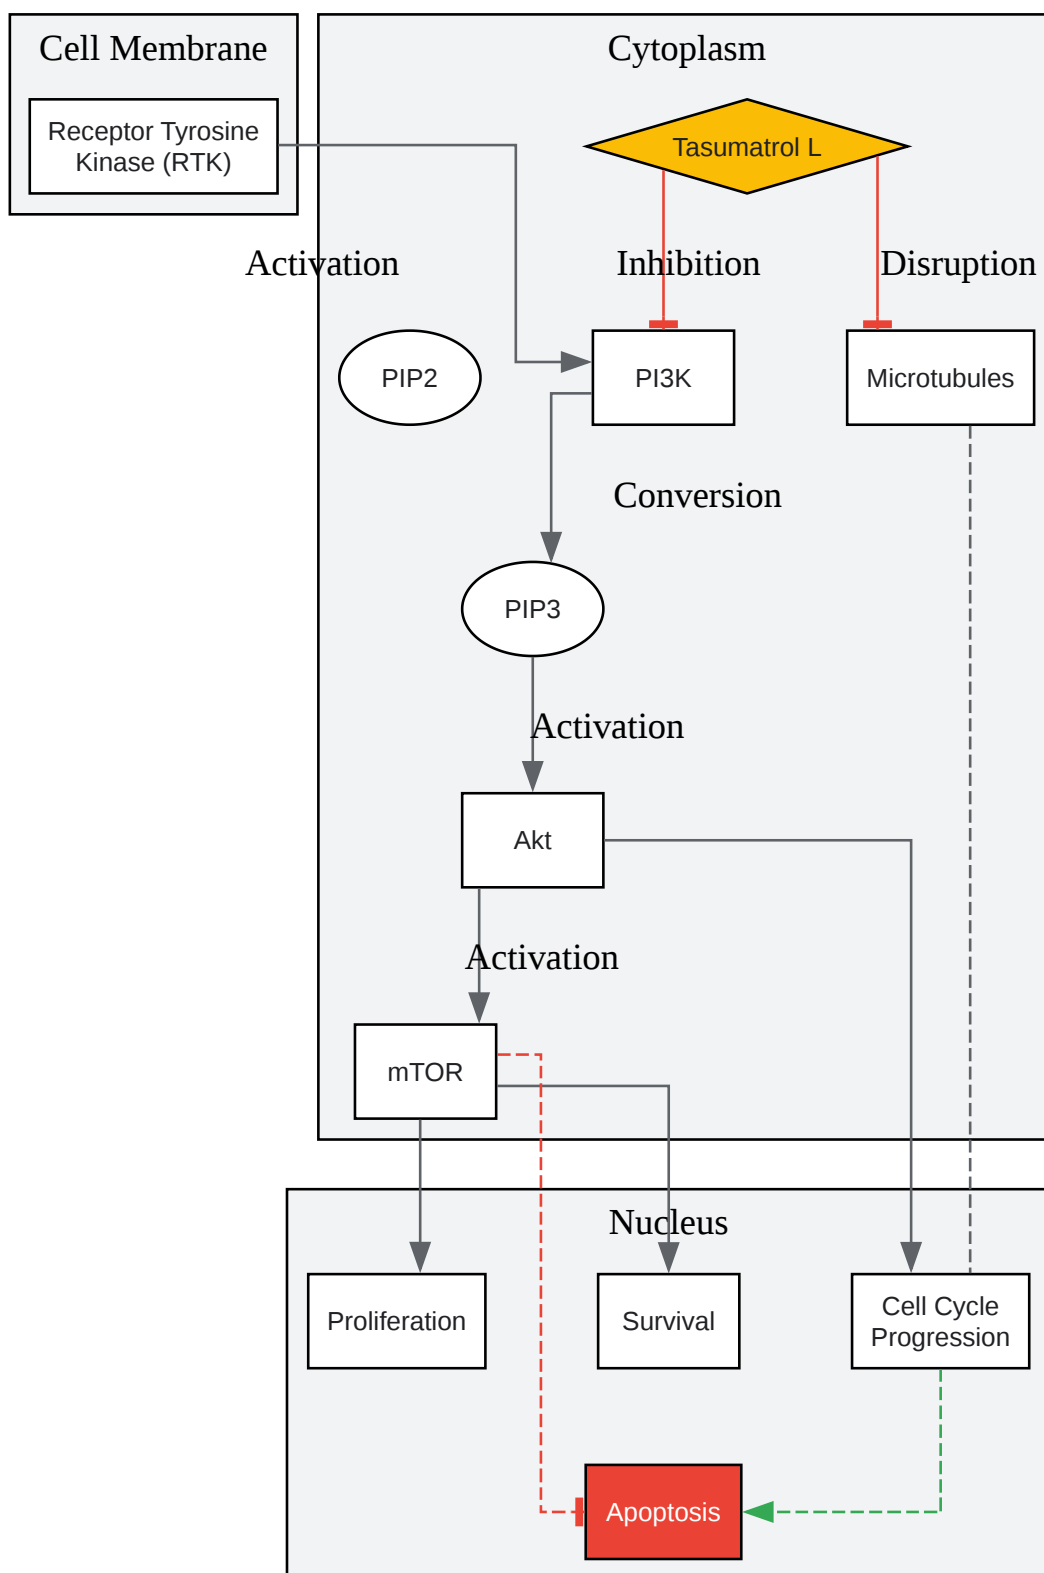 Cell Membrane
Cytoplasm
Receptor Tyrosine
Kinase (RTK)
Tasumatrol L
Activation
Inhibition
Disruption
PIP2
PI3K
Microtubules
Conversion
PIP3
Activation
Akt
Activation
mTOR
Nucleus
Proliferation
Survival
Cell Cycle
Progression
Apoptosis